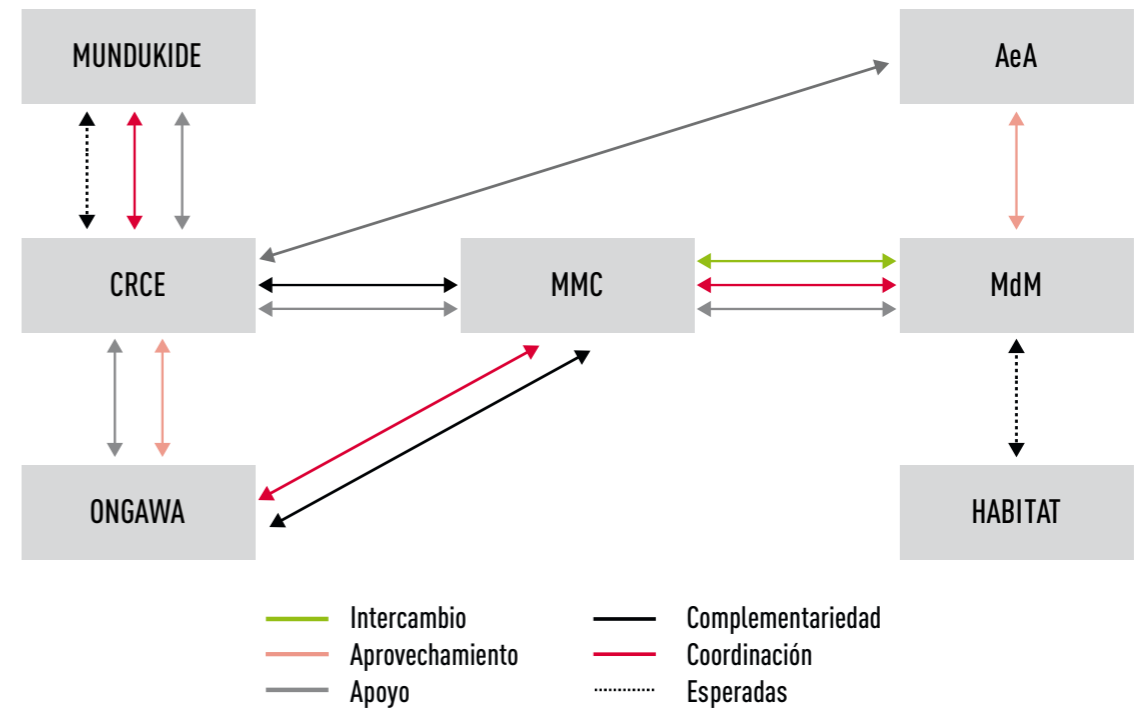 MUNDUKIDE
AeA
CRCE
MMC
MdM
ONGAWA
HABITAT
Intercambio
Aprovechamiento
Apoyo
Complementariedad
Coordinación
Esperadas